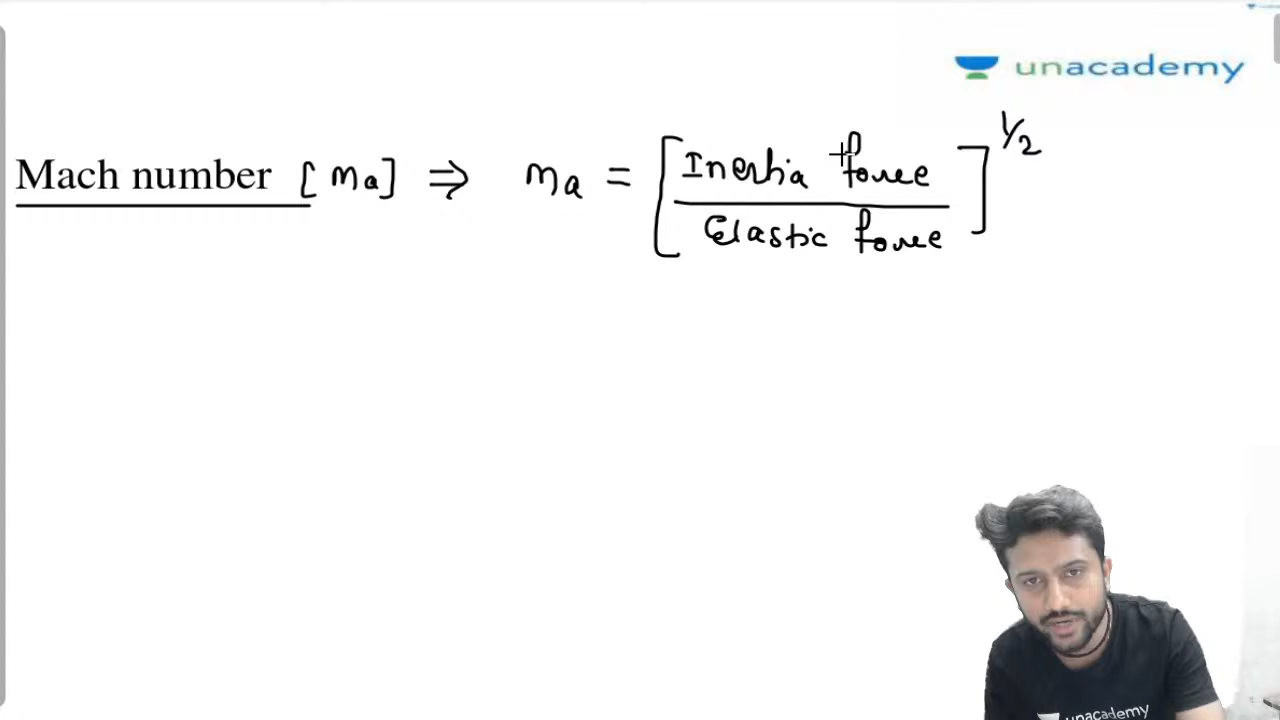 unacademy
Mach number [Ma] ⇒ Ma = [Inertia force / Elastic force]^1/2
unacademy